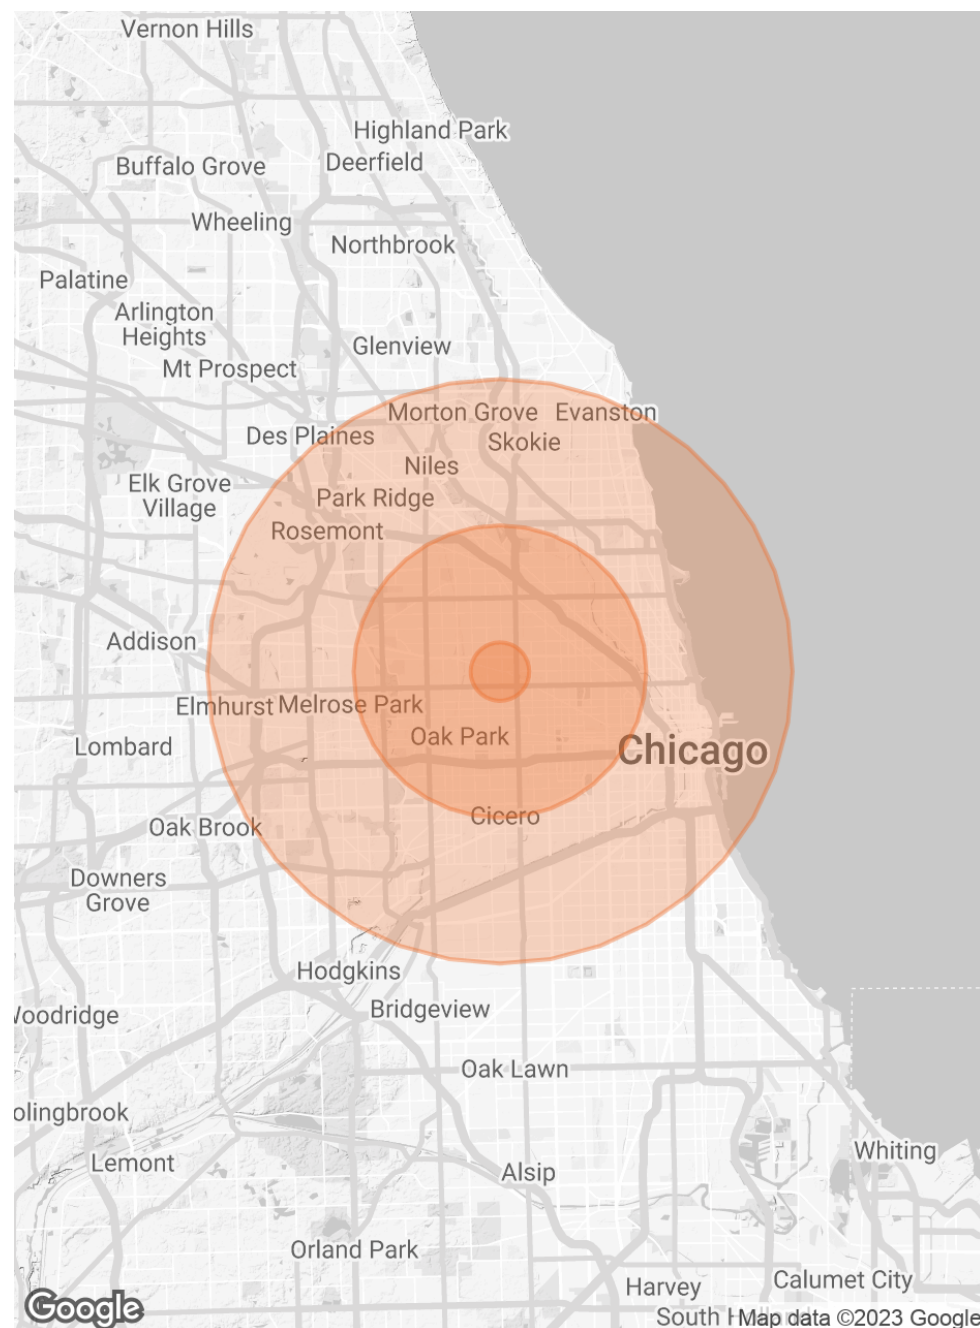 Vernon Hills
Highland Park
Deerfield
Buffalo Grove
Wheeling
Northbrook
Palatine
Arlington
Heights
Glenview
Mt Prospect
Morton Grove
Evanston
Des Plaines
Skokie
Niles
Elk Grove
Village
Park Ridge
Rosemont
Addison
Elmhurst
Melrose Park
Oak Park
Lombard
Chicago
Cicero
Oak Brook
Downers
Grove
Hodgkins
Bridgeview
Woodridge
Oak Lawn
olingbrook
Whiting
Lemont
Alsip
Orland Park
Calumet City
Harvey
Google
South H
Map data ©2023 Google